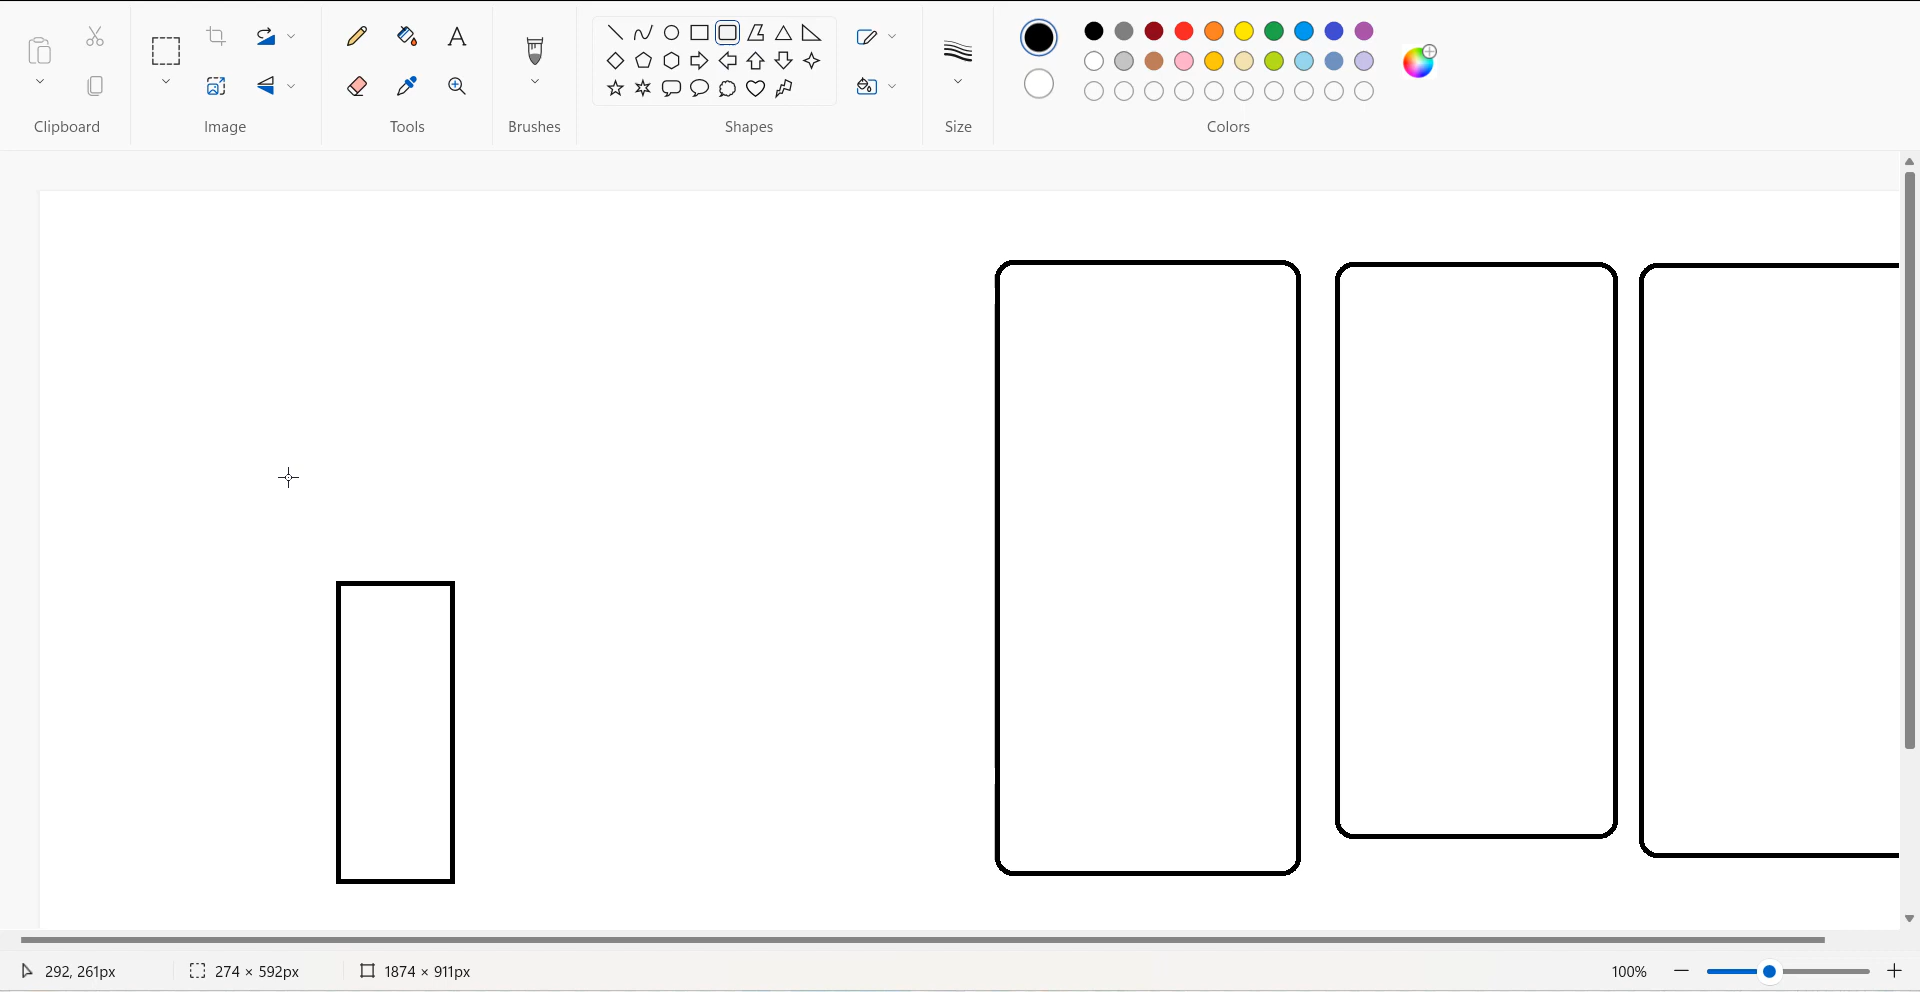 Clipboard
Image
Tools
Brushes
Shapes
Size
Colors
292, 261px
274 × 592px
1874 × 911px
100%